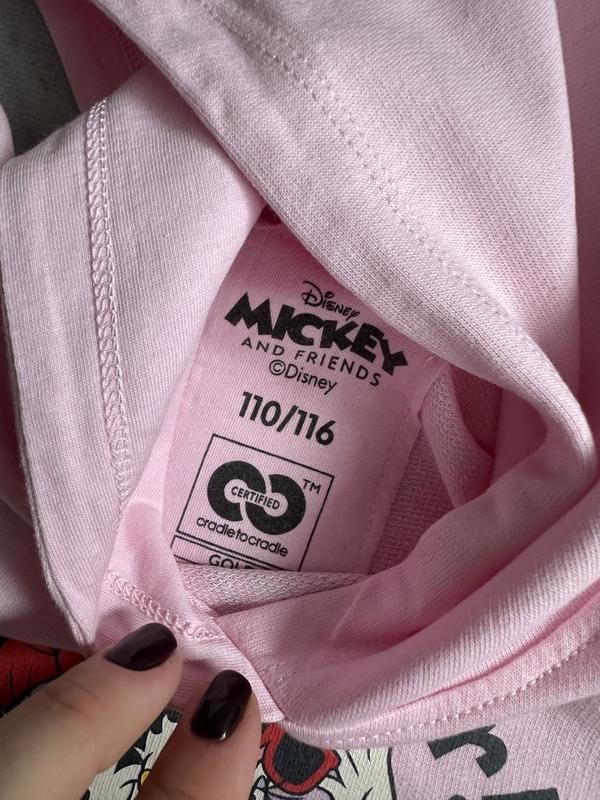 Disney
MICKEY
AND FRIENDS
©Disney
110/116
CERTIFIED
TM
cradletocradle